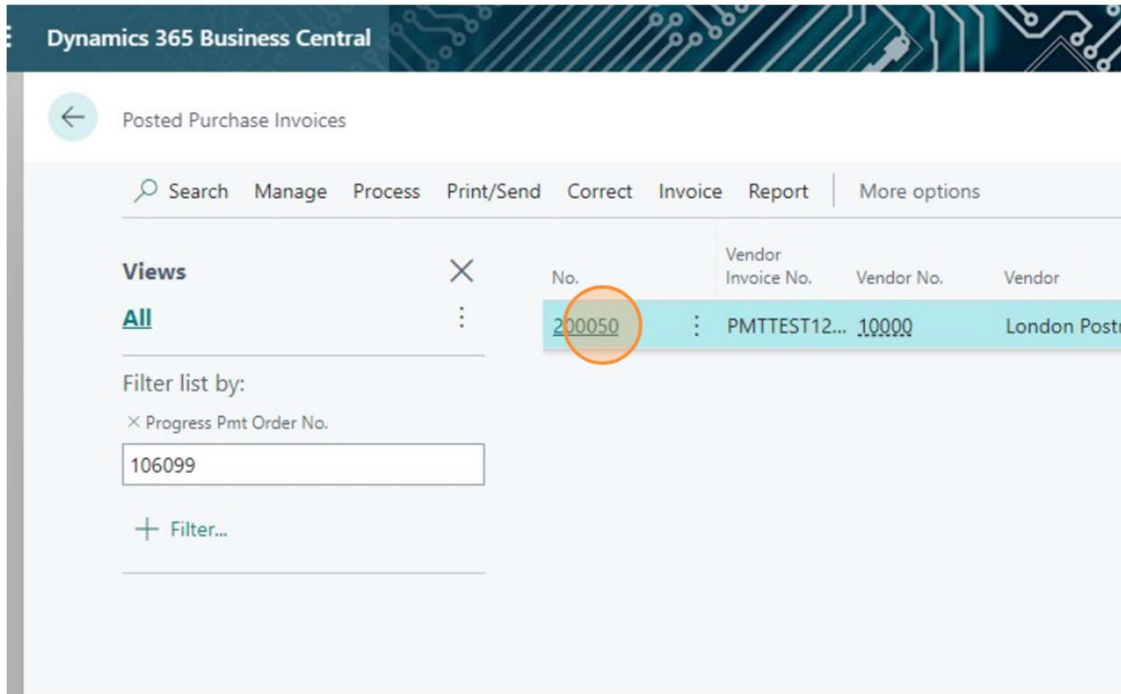 Dynamics 365 Business Central
Posted Purchase Invoices
Search Manage Process Print/Send Correct Invoice Report More options
Views
All
Filter list by:
Progress Pmt Order No.
106099
Filter...
No. Vendor Invoice No. Vendor No. Vendor
200050 PMTTEST12... 10000 London